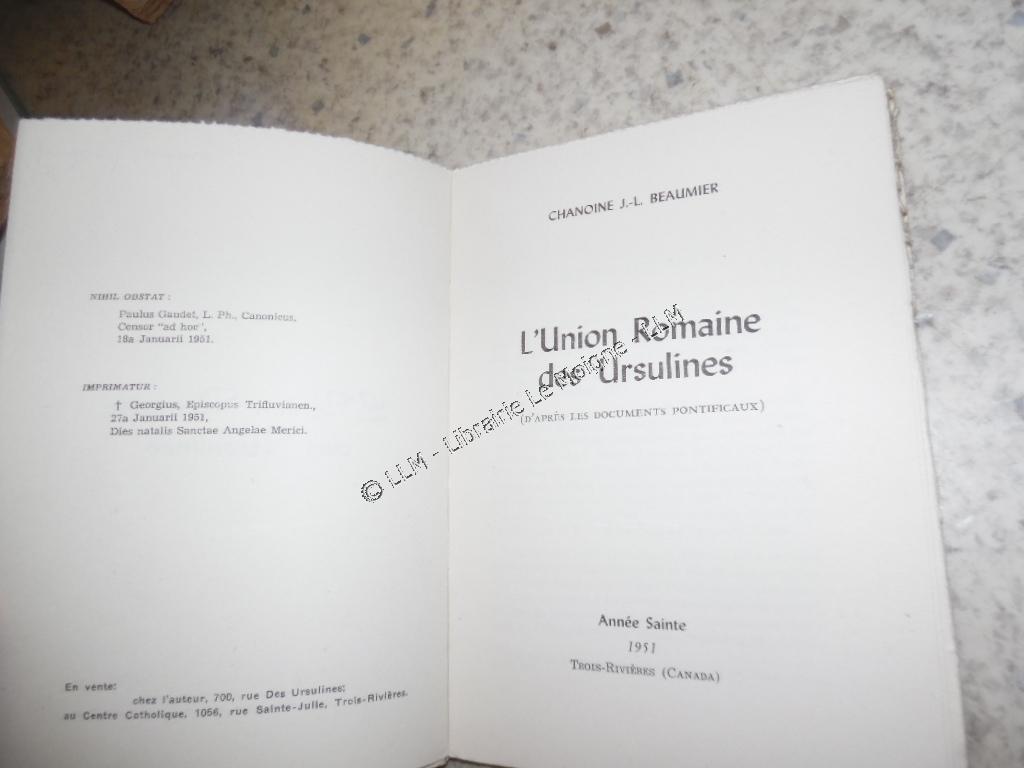 NIHIL OBSTAT :
Paulus Gaudet, L. Ph., Canonicus,
Censor "ad hoc",
18a Januarii 1951.
IMPRIMATUR :
† Georgius, Episcopus Trifluvianen.,
27a Januarii 1951,
Dies natalis Sanctae Angelae Merici.
En vente:
chez l'auteur, 700, rue Des Ursulines;
au Centre Catholique, 1056, rue Sainte-Julie, Trois-Rivières.
CHANOINE J.-L. BEAUMIER
L'Union Romaine
des Ursulines
(D'APRÈS LES DOCUMENTS PONTIFICAUX)
Année Sainte
1951
TROIS-RIVIÈRES (CANADA)
© LLM - Librairie Le Moigne - LLM